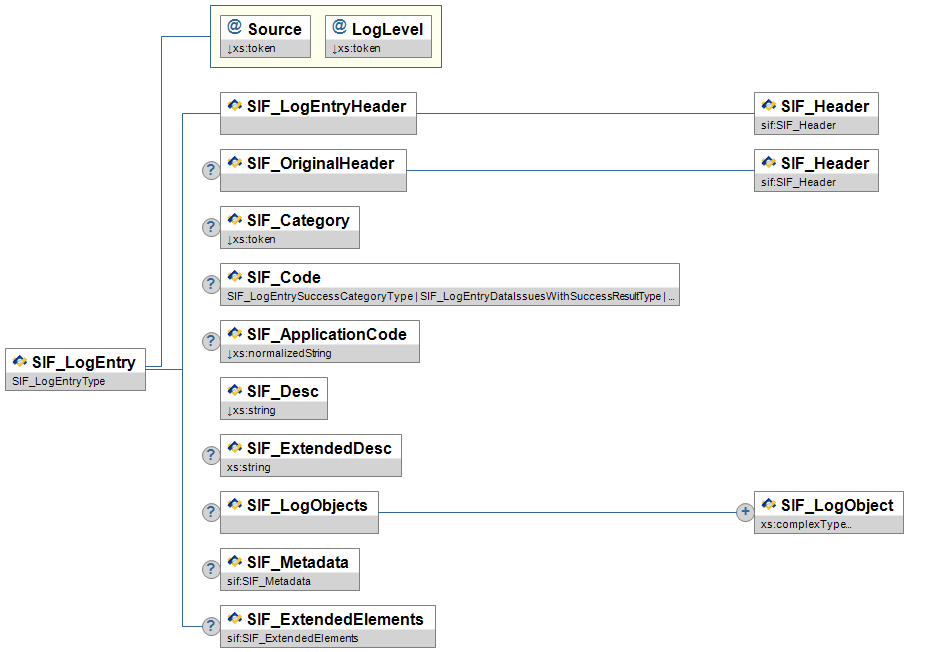 @ Source
@ LogLevel
↓xs:token
↓xs:token
SIF_LogEntryHeader
SIF_Header
sif:SIF_Header
? SIF_OriginalHeader
SIF_Header
sif:SIF_Header
? SIF_Category
↓xs:token
? SIF_Code
SIF_LogEntrySuccessCategoryType | SIF_LogEntryDataIssuesWithSuccessResultType | ...
? SIF_ApplicationCode
↓xs:normalizedString
SIF_LogEntry
SIF_LogEntryType
SIF_Desc
↓xs:string
? SIF_ExtendedDesc
xs:string
? SIF_LogObjects
+ SIF_LogObject
xs:complexType...
? SIF_Metadata
sif:SIF_Metadata
? SIF_ExtendedElements
sif:SIF_ExtendedElements